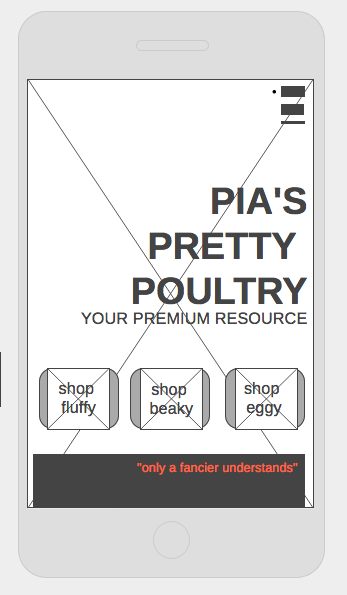 PIA'S
PRETTY
POULTRY
YOUR PREMIUM RESOURCE
shop fluffy
shop beaky
shop eggy
"only a fancier understands"